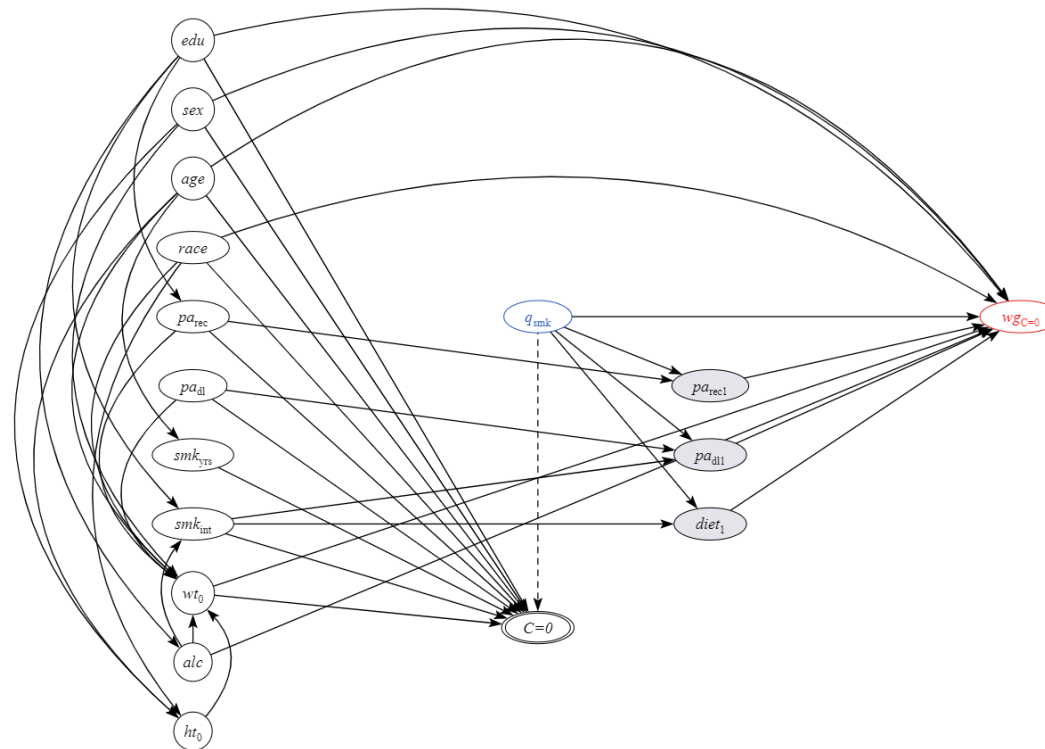 edu
sex
age
race
pa_rec
q_smk
wg_C=0
pa_dl
pa_rec1
smk_yrs
pa_dl1
smk_int
diet_1
wt_0
C=0
alc
ht_0